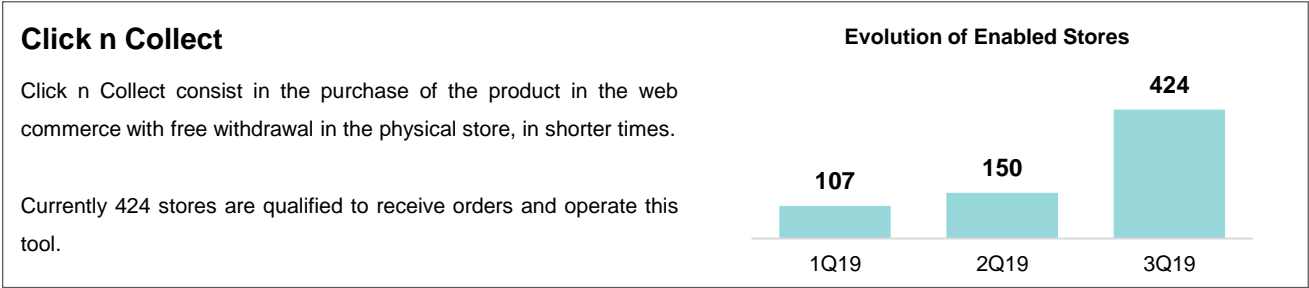 Click n Collect
Click n Collect consist in the purchase of the product in the web
commerce with free withdrawal in the physical store, in shorter times.
Currently 424 stores are qualified to receive orders and operate this
tool.
Evolution of Enabled Stores
107
150
424
1Q19
2Q19
3Q19